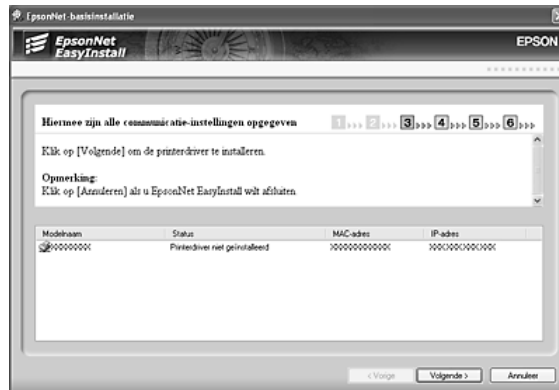 EpsonNet-basisinstallatie
EpsonNet
EasyInstall
EPSON
Hiermee zijn alle communicatie-instellingen opgegeven
1 2 3 4 5 6
Klik op [Volgende] om de printerdriver te installeren.
Opmerking:
Klik op [Annuleren] als u EpsonNet EasyInstall wilt afsluiten.
Modelnaam Status MAC-adres IP-adres
XXXXXXXX Printerdriver niet geïnstalleerd XXXXXXXXXXXX XXX.XXX.XXX.XXX
< Vorige Volgende > Annuleer